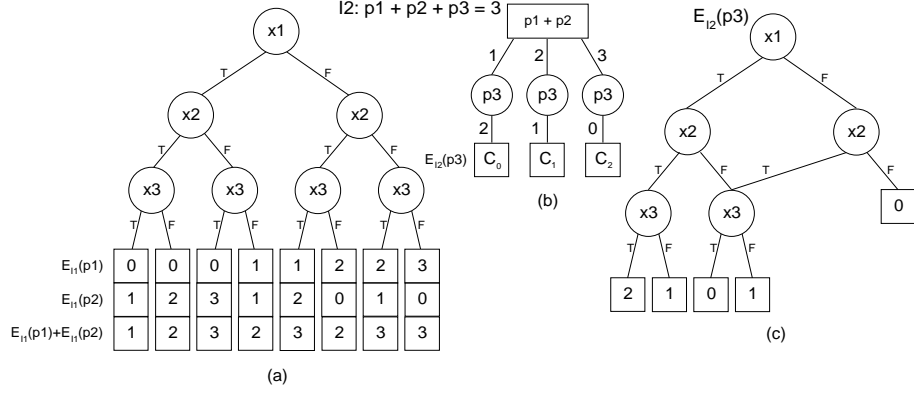 I2: p1 + p2 + p3 = 3
x1
T F
x2 x2
T F T F
x3 x3 x3 x3
T F T F T F T F
E_I1(p1) 0 0 0 1 1 2 2 3
E_I1(p2) 1 2 3 1 2 0 1 0
E_I1(p1)+E_I1(p2) 1 2 3 2 3 2 3 3
(a)
p1 + p2
1 2 3
p3 p3 p3
2 1 0
E_I2(p3) C_0 C_1 C_2
(b)
E_I2(p3)
x1
T F
x2 x2
T F T F
x3 x3 0
T F T F
2 1 0 1
(c)